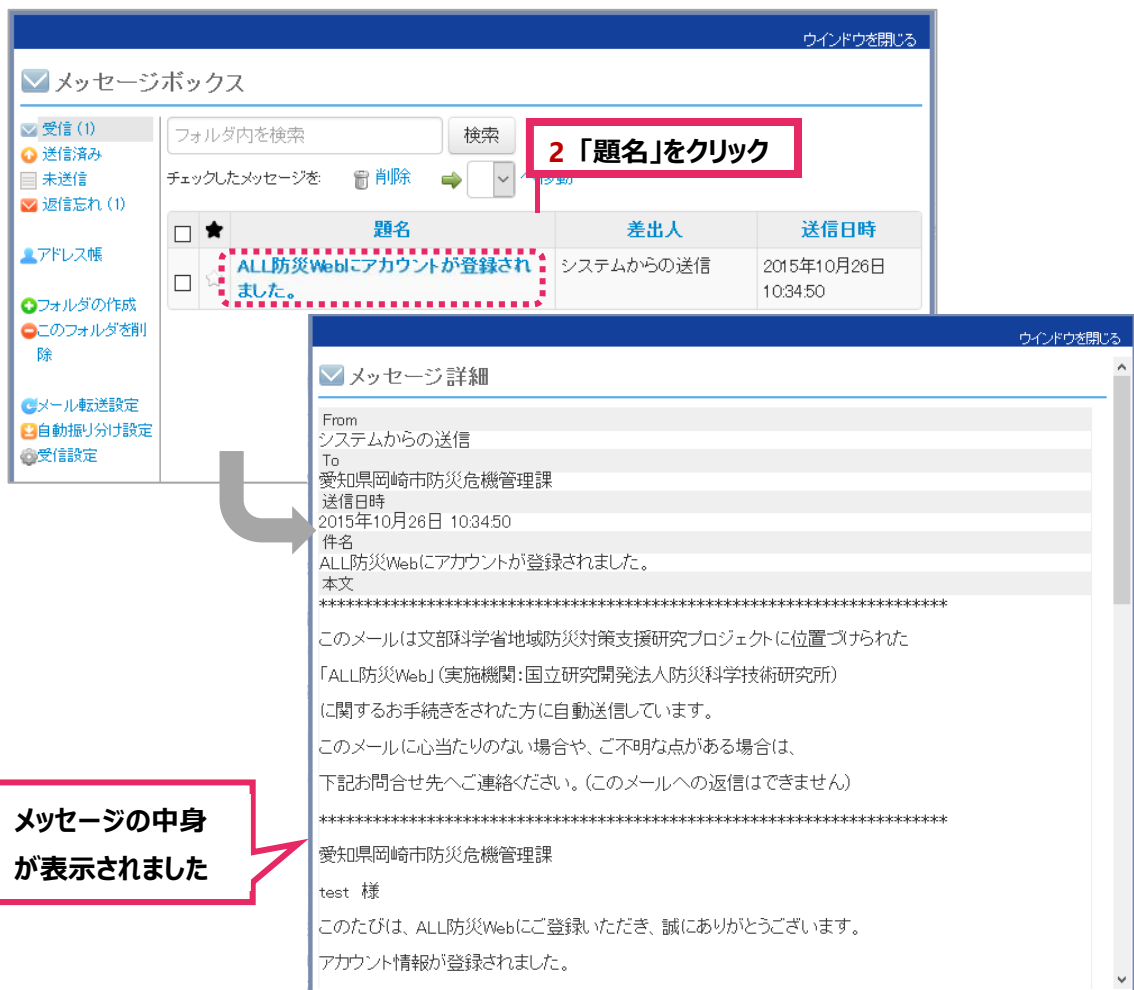 ウインドウを閉じる
メッセージボックス
受信 (1)
送信済み
未送信
返信忘れ (1)
アドレス帳
フォルダの作成
このフォルダを削
除
メール転送設定
自動振り分け設定
受信設定
フォルダ内を検索
検索
2 「題名」をクリック
チェックしたメッセージを:
削除
題名
差出人
送信日時
ALL防災Webにアカウントが登録され
ました。
システムからの送信
2015年10月26日
10:34:50
ウインドウを閉じる
メッセージ詳細
From
システムからの送信
To
愛知県岡崎市防災危機管理課
送信日時
2015年10月26日 10:34:50
件名
ALL防災Webにアカウントが登録されました。
本文
**********************************************************************
このメールは文部科学省地域防災対策支援研究プロジェクトに位置づけられた
「ALL防災Web」(実施機関:国立研究開発法人防災科学技術研究所)
に関するお手続きをされた方に自動送信しています。
このメールに心当たりのない場合や、ご不明な点がある場合は、
下記お問合せ先へご連絡ください。(このメールへの返信はできません)
**********************************************************************
愛知県岡崎市防災危機管理課
test 様
このたびは、ALL防災Webにご登録いただき、誠にありがとうございます。
アカウント情報が登録されました。
メッセージの中身
が表示されました